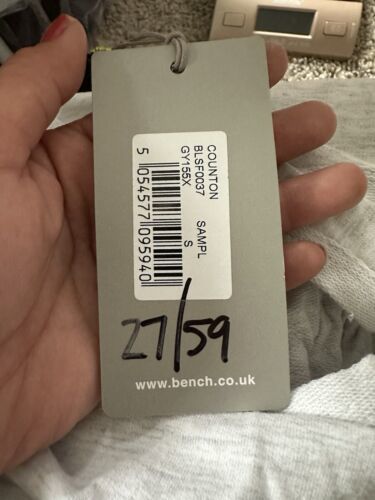 COUNTON
BLSF0037
GY155X
SAMPL
S
5 054577 095940
27/59
www.bench.co.uk